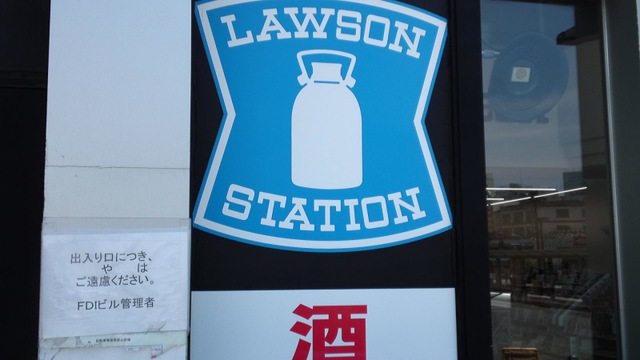 LAWSON
STATION
出入り口につき、
や　　は
ご遠慮ください。
FDIビル管理者
酒